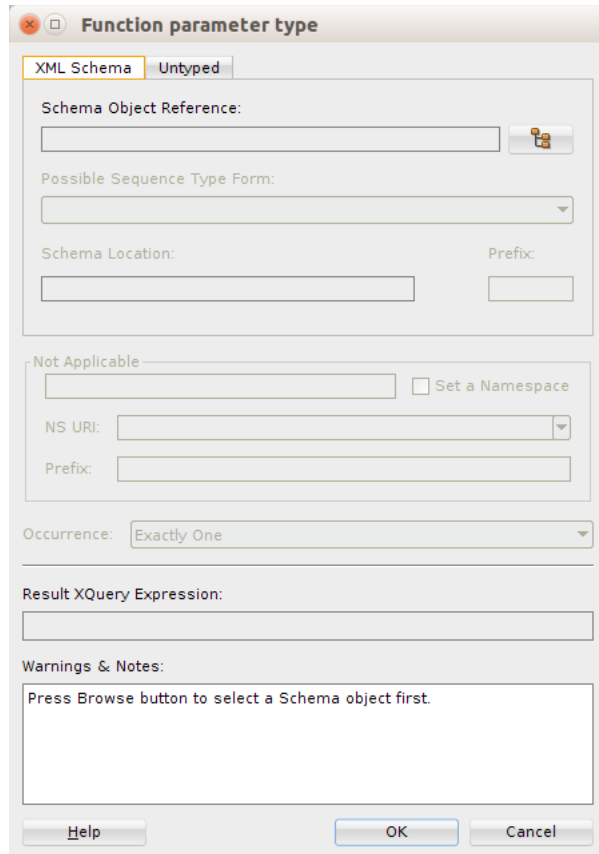 Function parameter type
XML Schema Untyped
Schema Object Reference:
Possible Sequence Type Form:
Schema Location: Prefix:
Not Applicable
Set a Namespace
NS URI:
Prefix:
Occurrence: Exactly One
Result XQuery Expression:
Warnings & Notes:
Press Browse button to select a Schema object first.
Help OK Cancel